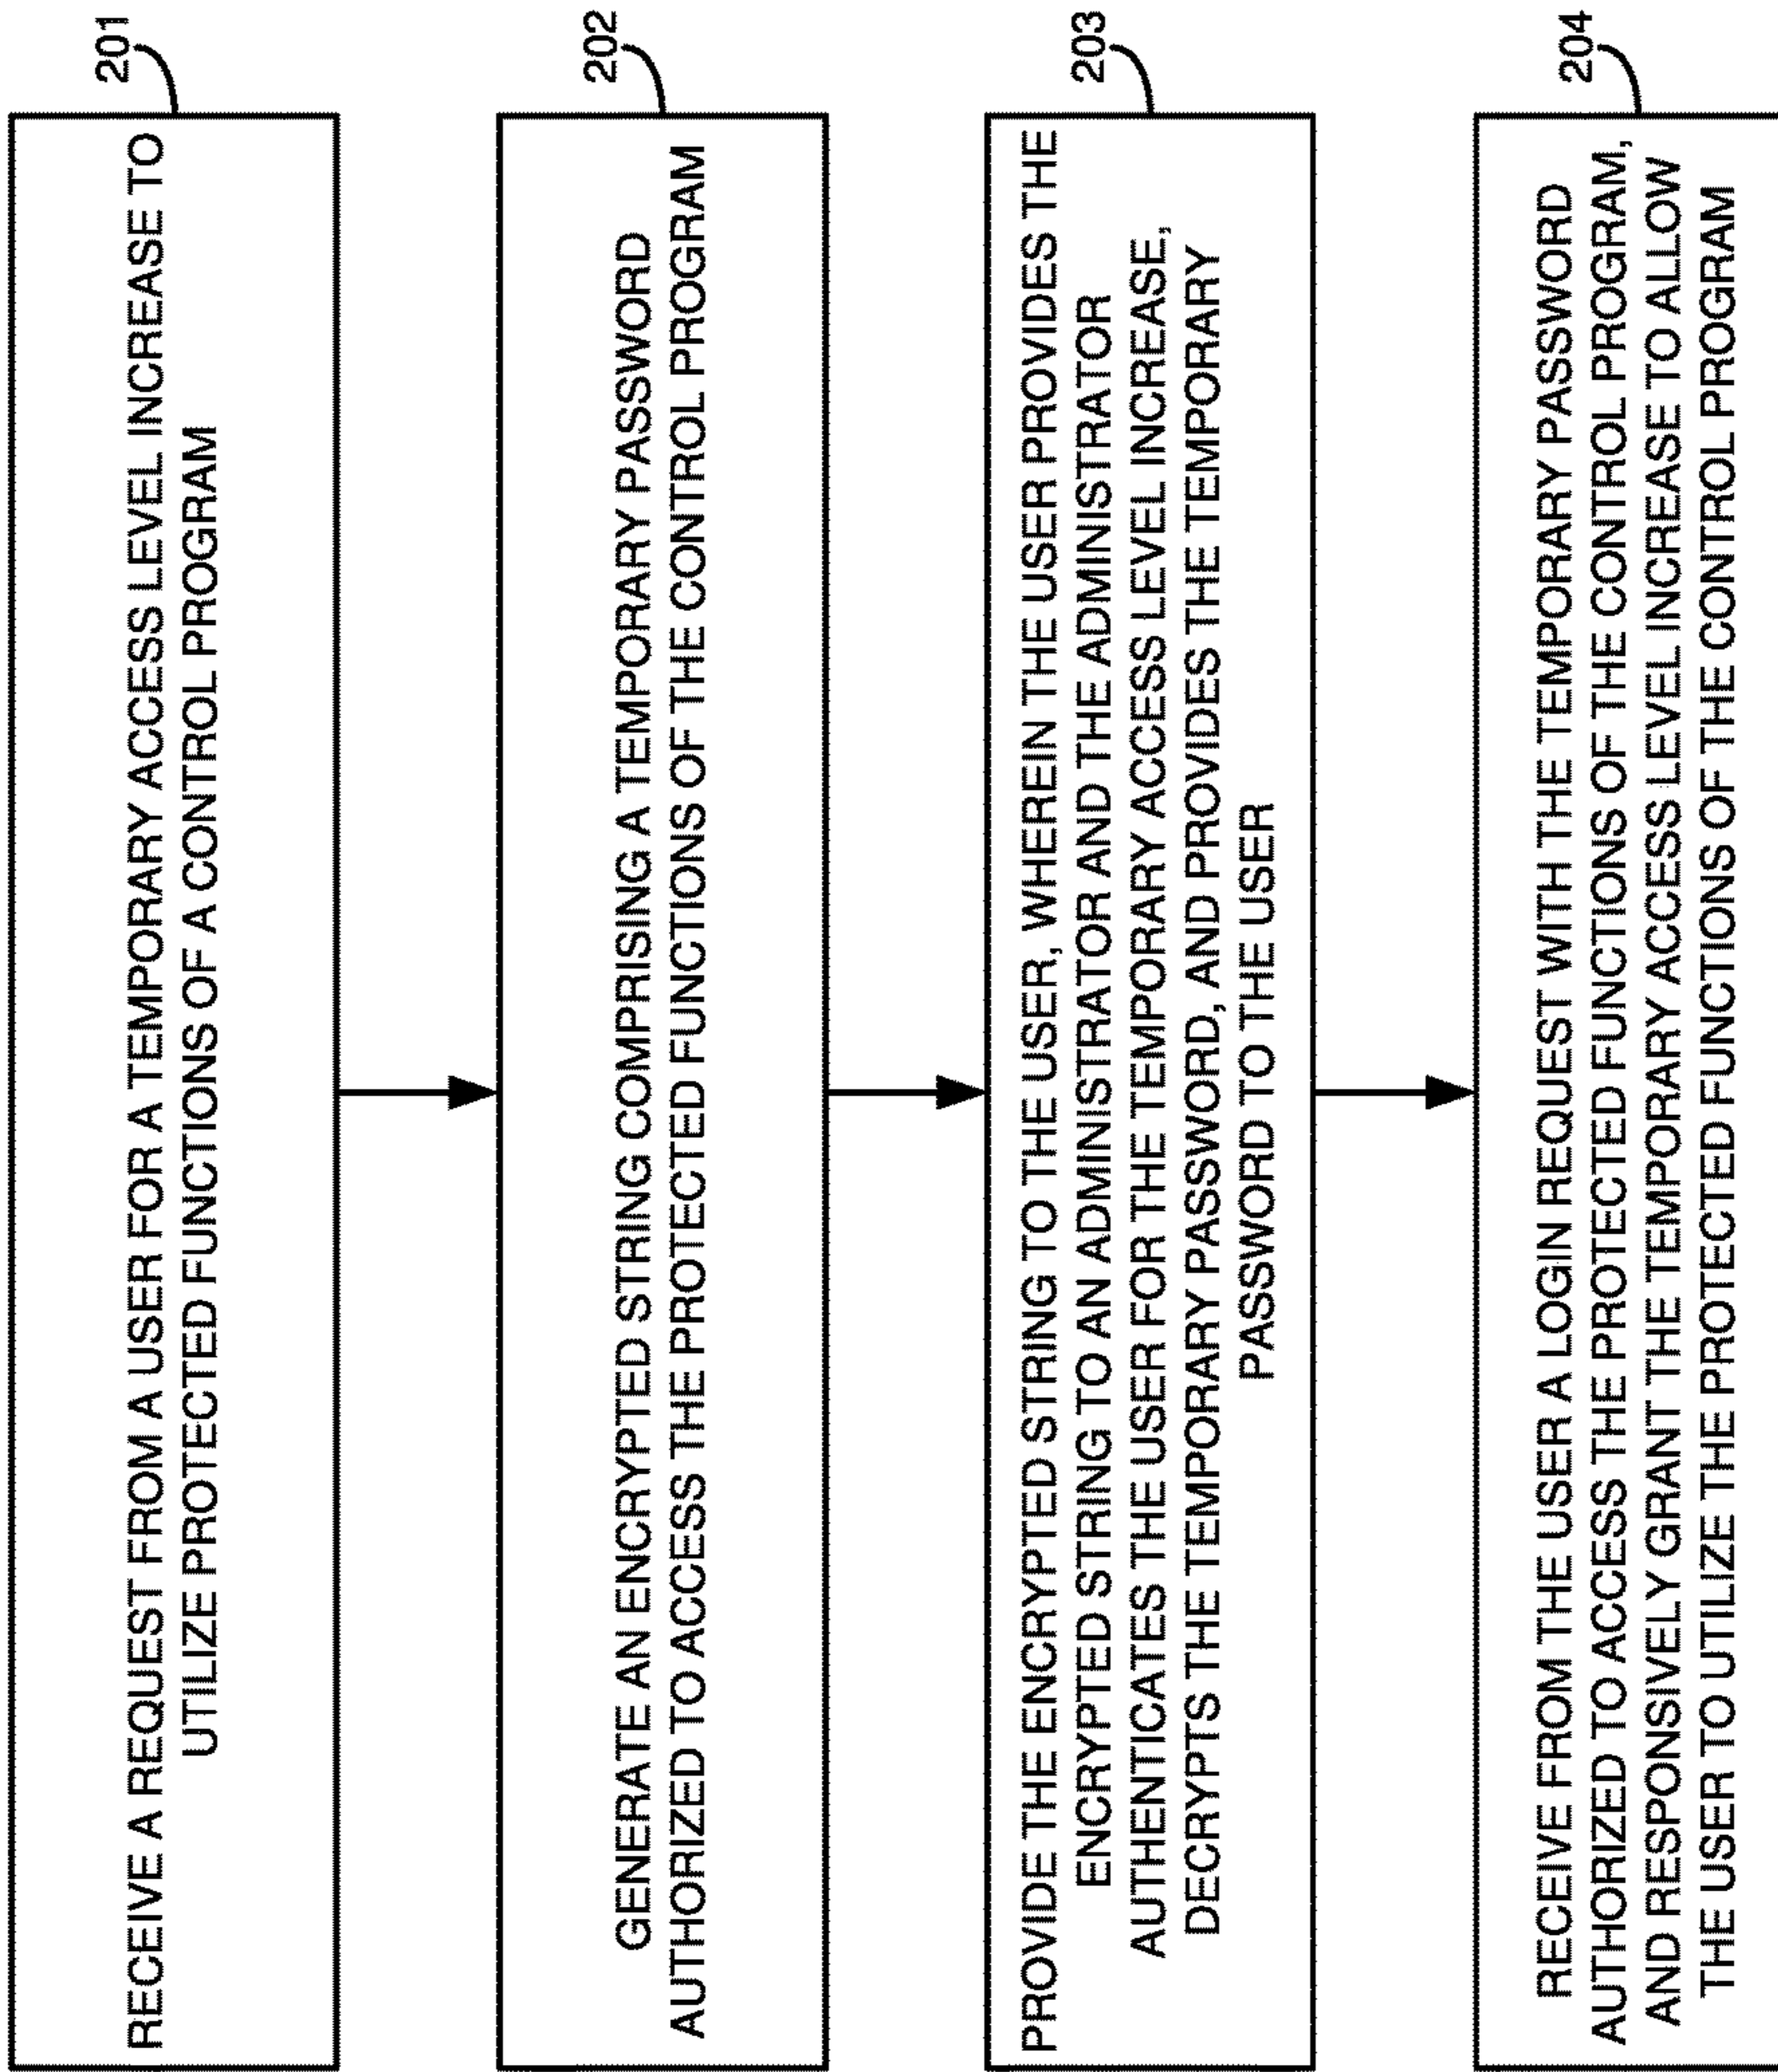 201
RECEIVE A REQUEST FROM A USER FOR A TEMPORARY ACCESS LEVEL INCREASE TO
UTILIZE PROTECTED FUNCTIONS OF A CONTROL PROGRAM
202
GENERATE AN ENCRYPTED STRING COMPRISING A TEMPORARY PASSWORD
AUTHORIZED TO ACCESS THE PROTECTED FUNCTIONS OF THE CONTROL PROGRAM
203
PROVIDE THE ENCRYPTED STRING TO THE USER, WHEREIN THE USER PROVIDES THE
ENCRYPTED STRING TO AN ADMINISTRATOR AND THE ADMINISTRATOR
AUTHENTICATES THE USER FOR THE TEMPORARY ACCESS LEVEL INCREASE,
DECRYPTS THE TEMPORARY PASSWORD, AND PROVIDES THE TEMPORARY
PASSWORD TO THE USER
204
RECEIVE FROM THE USER A LOGIN REQUEST WITH THE TEMPORARY PASSWORD
AUTHORIZED TO ACCESS THE PROTECTED FUNCTIONS OF THE CONTROL PROGRAM,
AND RESPONSIVELY GRANT THE TEMPORARY ACCESS LEVEL INCREASE TO ALLOW
THE USER TO UTILIZE THE PROTECTED FUNCTIONS OF THE CONTROL PROGRAM